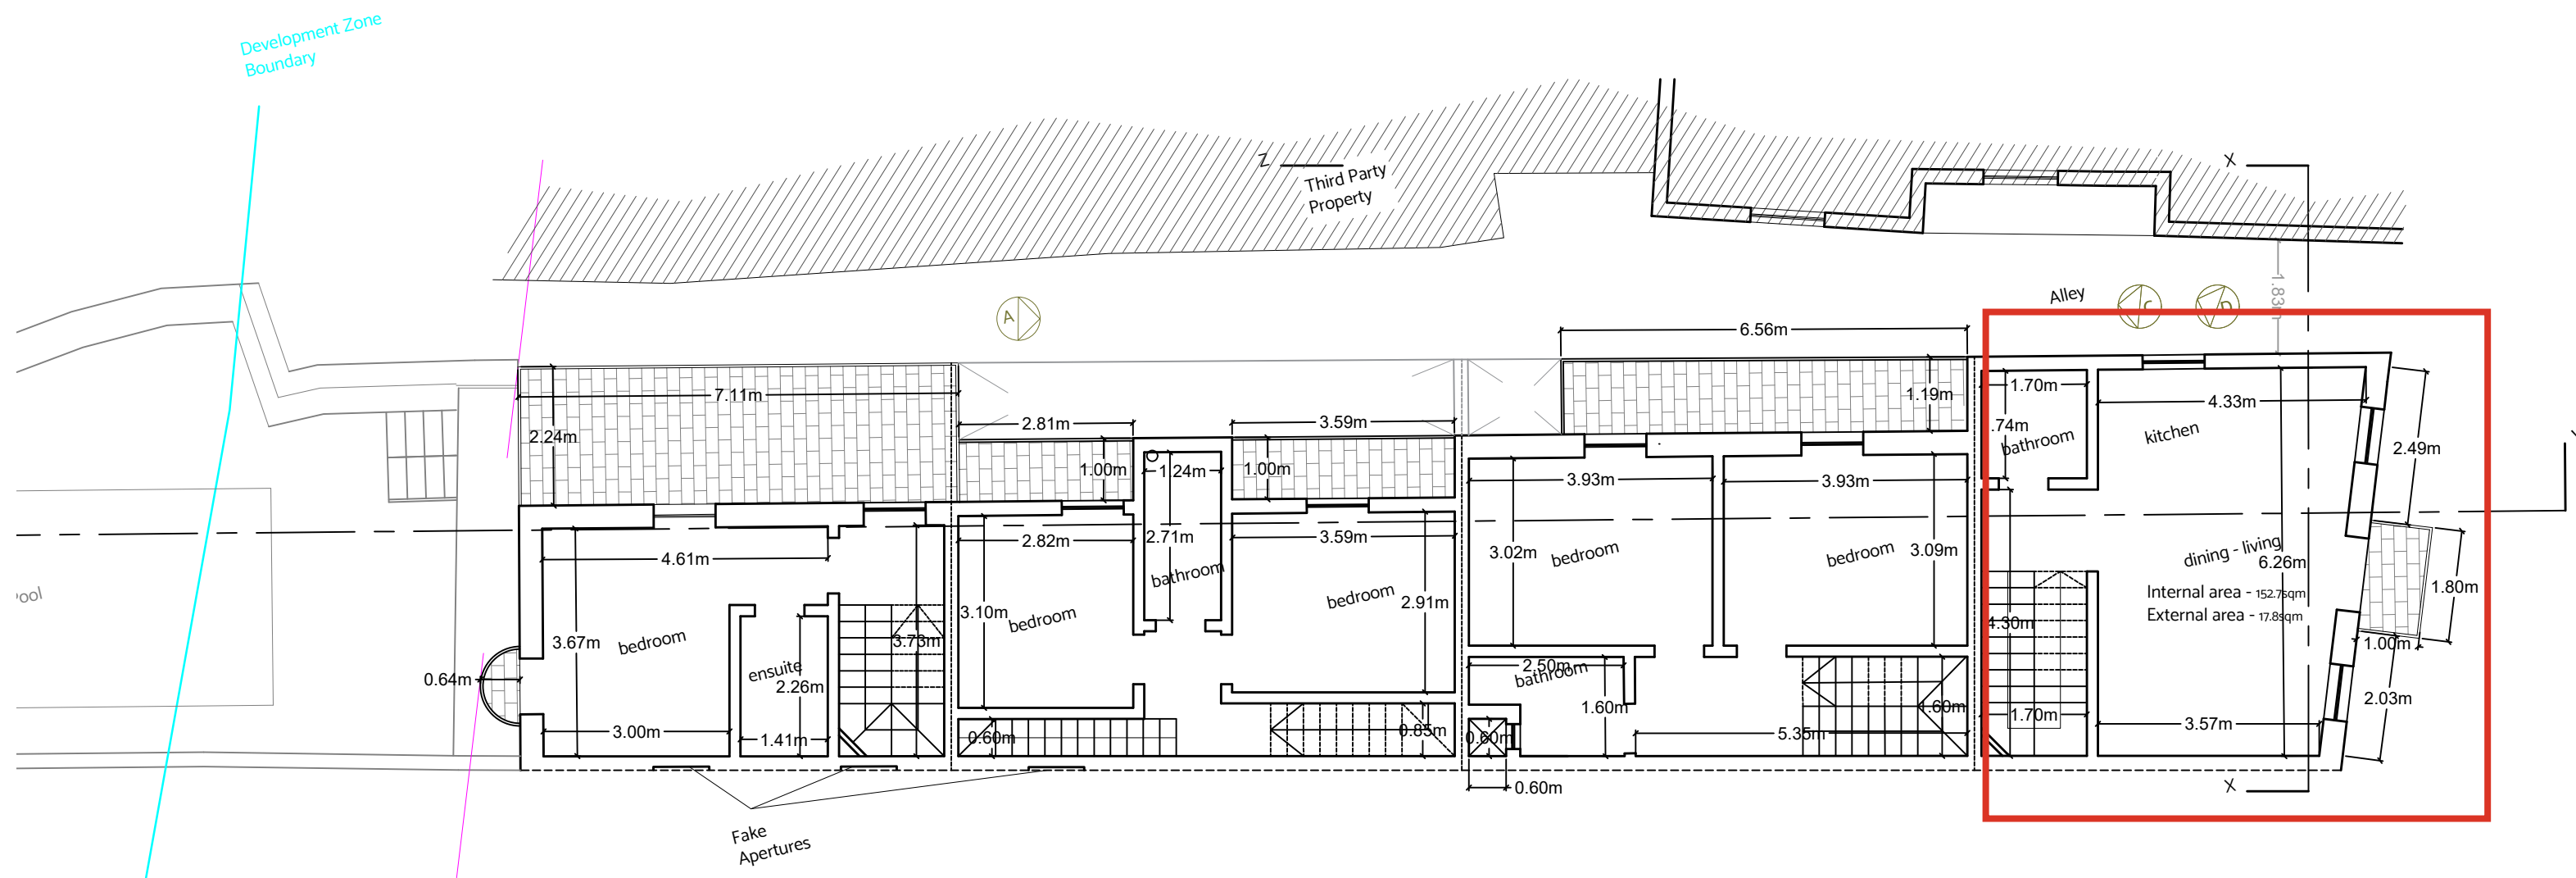 Development Zone
Boundary
Z
Third Party
Property
X
Alley
A
C
D
6.56m
7.11m
2.24m
2.81m
3.59m
1.19m
1.70m
4.33m
1.00m
1.24m
1.00m
3.93m
3.93m
.74m
bathroom
kitchen
2.49m
4.61m
2.82m
2.71m
3.59m
3.02m
bedroom
bedroom
3.09m
dining - living
6.26m
Internal area - 152.7sqm
External area - 17.8sqm
1.80m
bathroom
bedroom
2.91m
3.10m
bedroom
3.67m
bedroom
3.73m
4.30m
1.00m
0.64m
ensuite
2.26m
2.50m
bathroom
1.60m
1.60m
1.70m
3.57m
2.03m
3.00m
1.41m
0.60m
0.85m
0.60m
5.35m
0.60m
X
Fake
Apertures